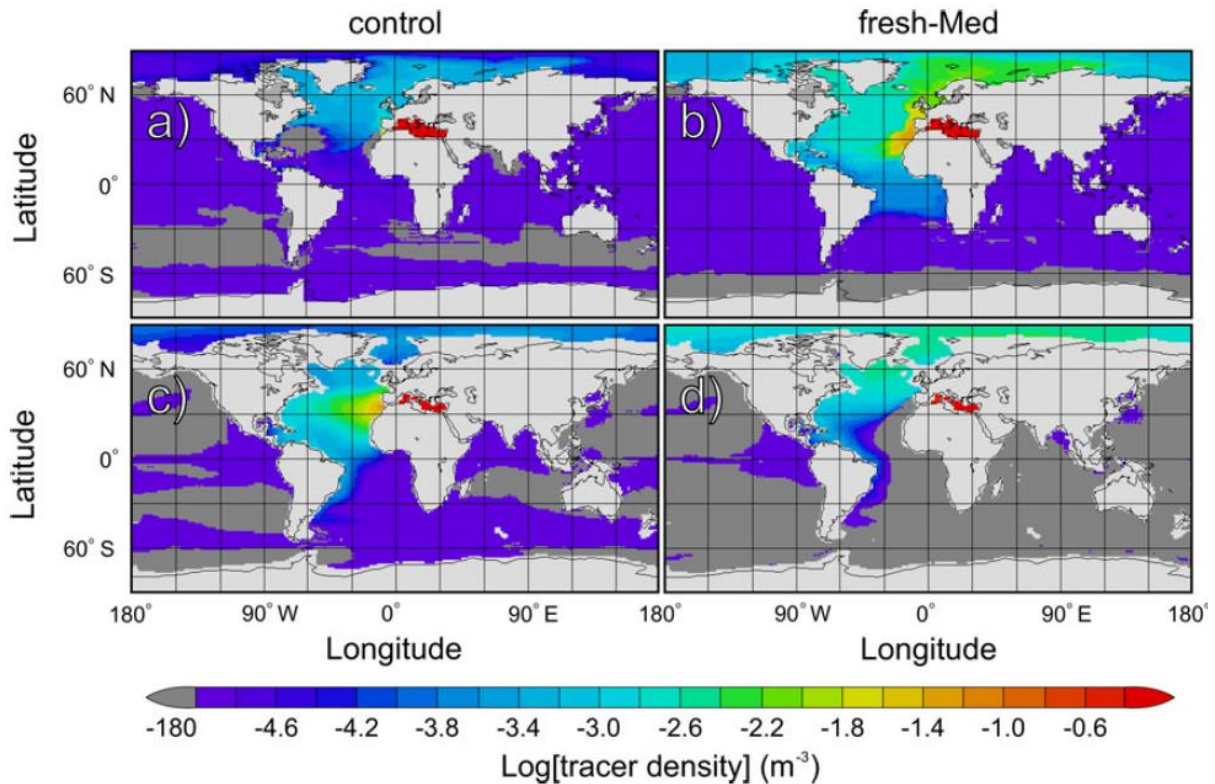 control fresh-Med
Latitude 60° N a) b)
0°
60° S
Latitude 60° N c) d)
0°
60° S
180° 90° W 0° 90° E 180° 90° W 0° 90° E 180°
Longitude Longitude
-180 -4.6 -4.2 -3.8 -3.4 -3.0 -2.6 -2.2 -1.8 -1.4 -1.0 -0.6
Log[tracer density] (m⁻³)